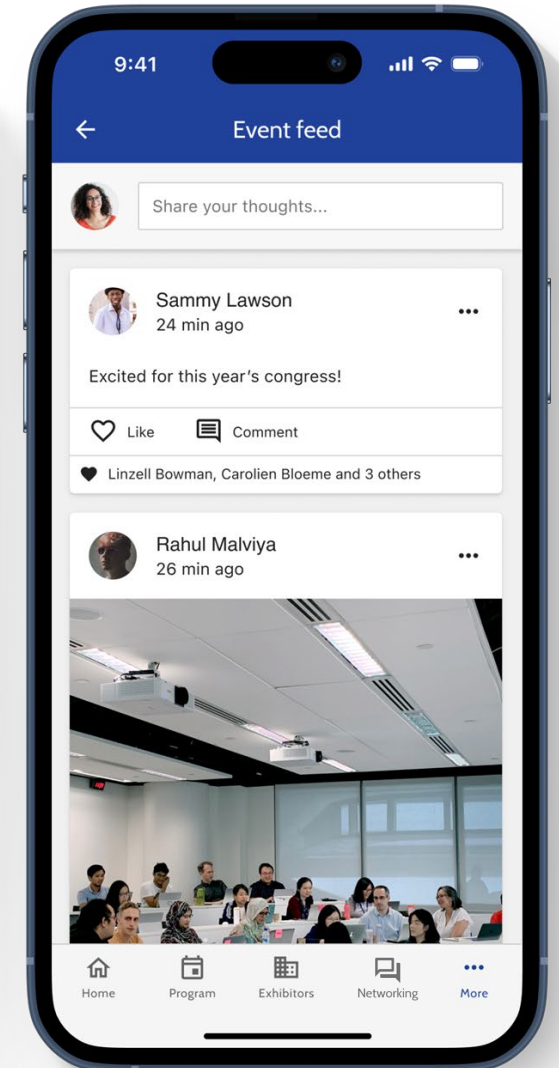 9:41
Event feed
Share your thoughts...
Sammy Lawson
24 min ago
Excited for this year's congress!
Like
Comment
Linzell Bowman, Carolien Bloeme and 3 others
Rahul Malviya
26 min ago
Home
Program
Exhibitors
Networking
More